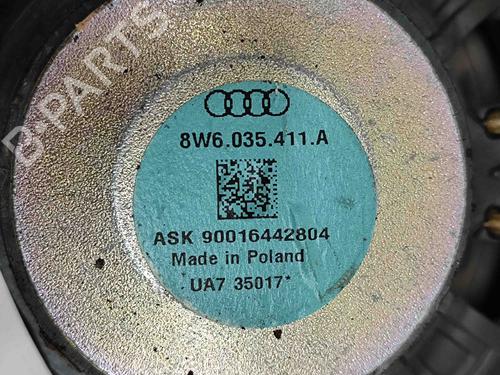 B-PARTS
8W6.035.411.A
ASK 90016442804
Made in Poland
UA7 35017*